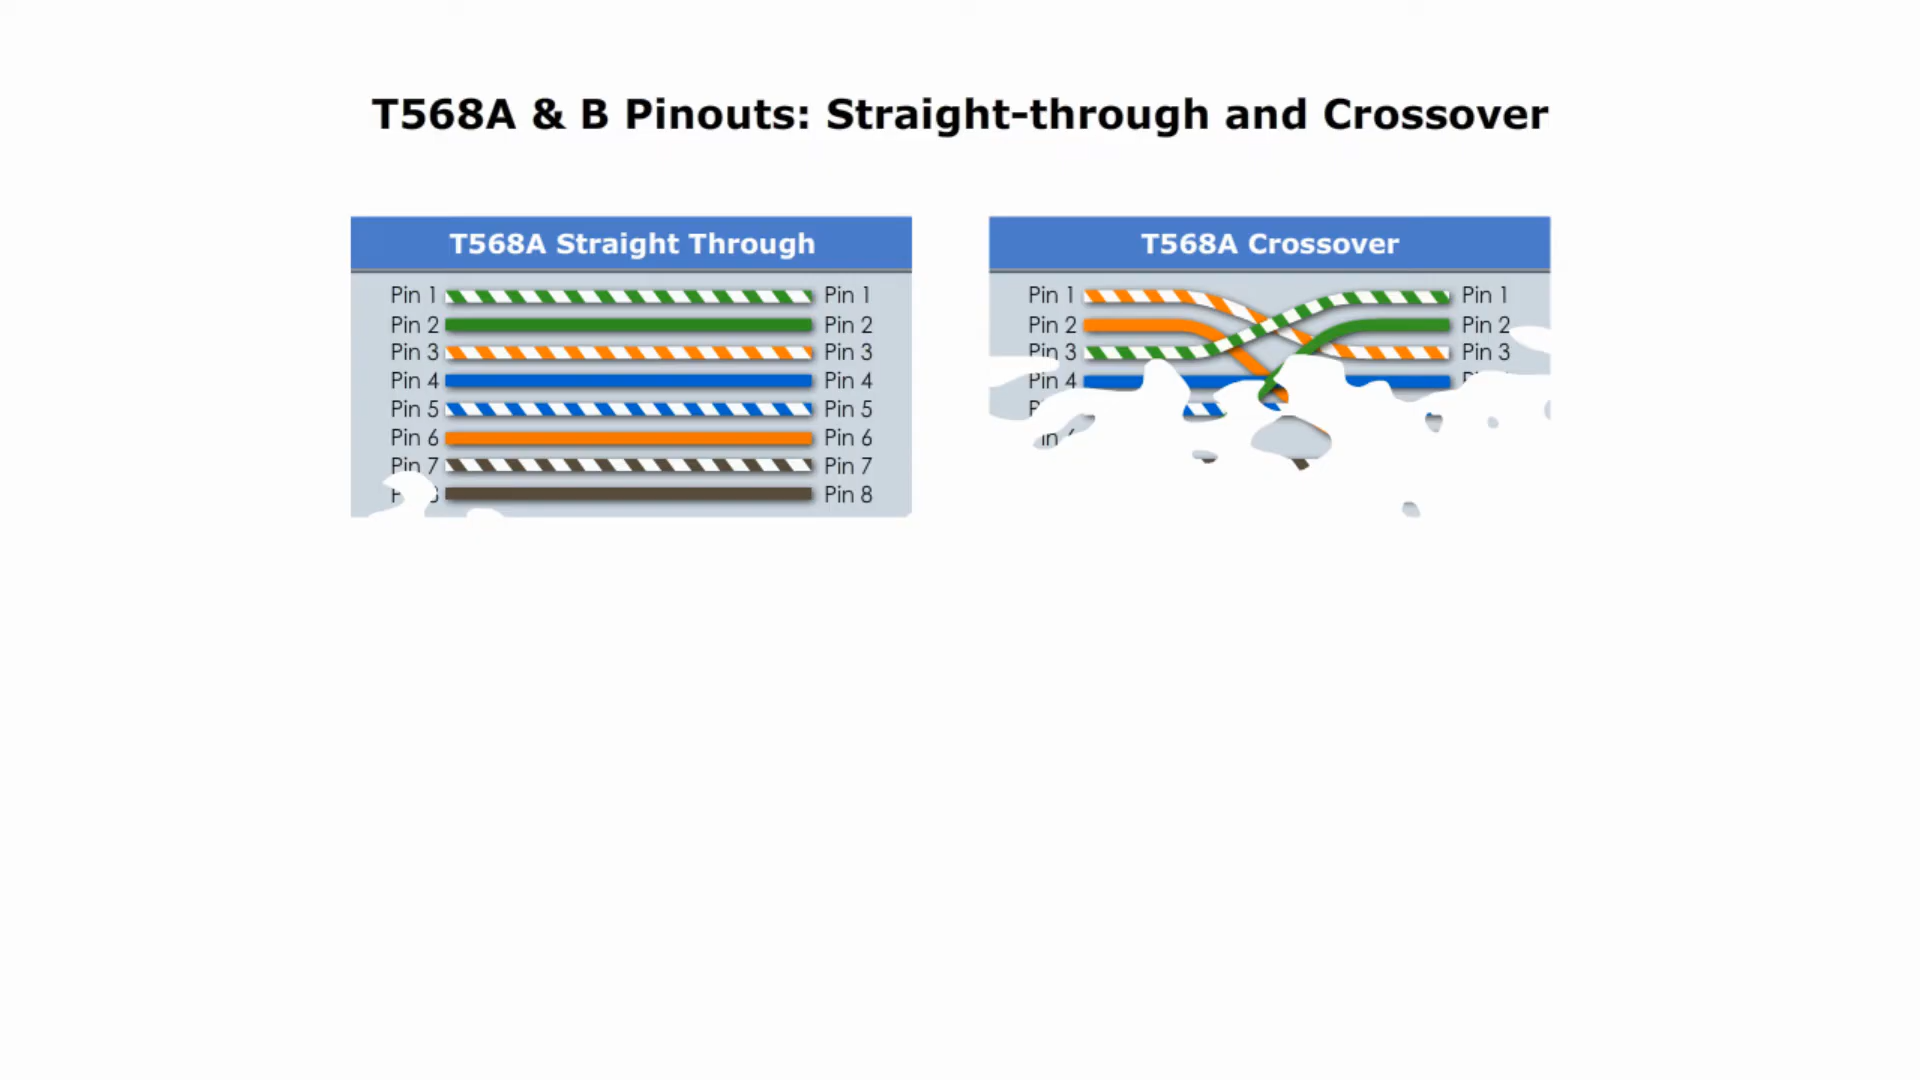 T568A & B Pinouts: Straight-through and Crossover
T568A Straight Through
Pin 1 Pin 1
Pin 2 Pin 2
Pin 3 Pin 3
Pin 4 Pin 4
Pin 5 Pin 5
Pin 6 Pin 6
Pin 7 Pin 7
Pin 8
T568A Crossover
Pin 1 Pin 1
Pin 2 Pin 2
Pin 3 Pin 3
Pin 4